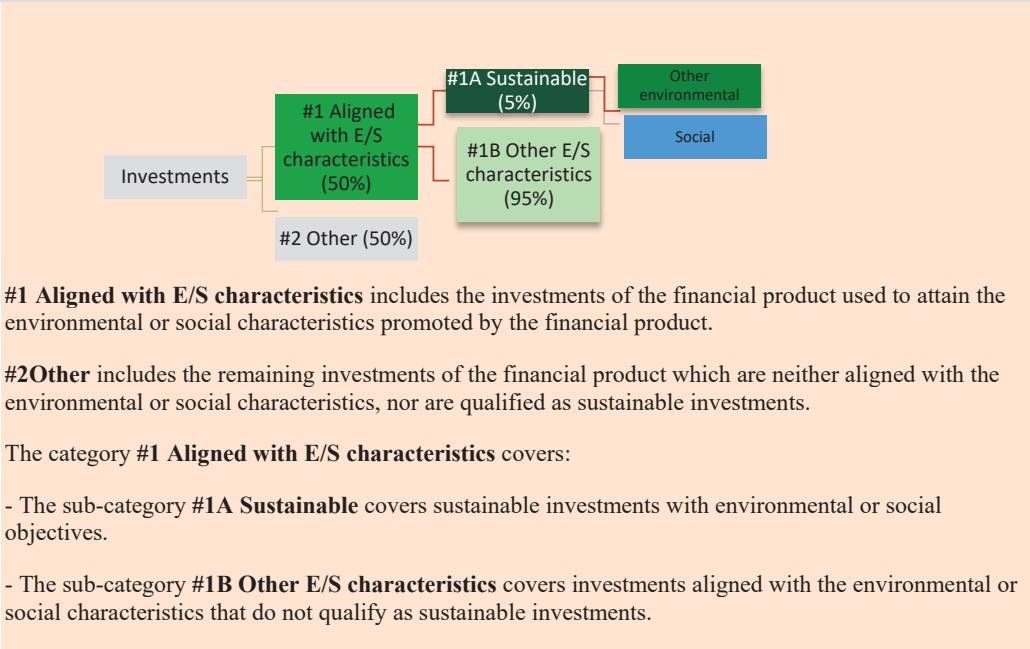 #1A Sustainable
(5%)
Other
environmental
#1 Aligned
with E/S
characteristics
(50%)
Social
#1B Other E/S
characteristics
(95%)
Investments
#2 Other (50%)
#1 Aligned with E/S characteristics includes the investments of the financial product used to attain the
environmental or social characteristics promoted by the financial product.
#2Other includes the remaining investments of the financial product which are neither aligned with the
environmental or social characteristics, nor are qualified as sustainable investments.
The category #1 Aligned with E/S characteristics covers:
- The sub-category #1A Sustainable covers sustainable investments with environmental or social
objectives.
- The sub-category #1B Other E/S characteristics covers investments aligned with the environmental or
social characteristics that do not qualify as sustainable investments.